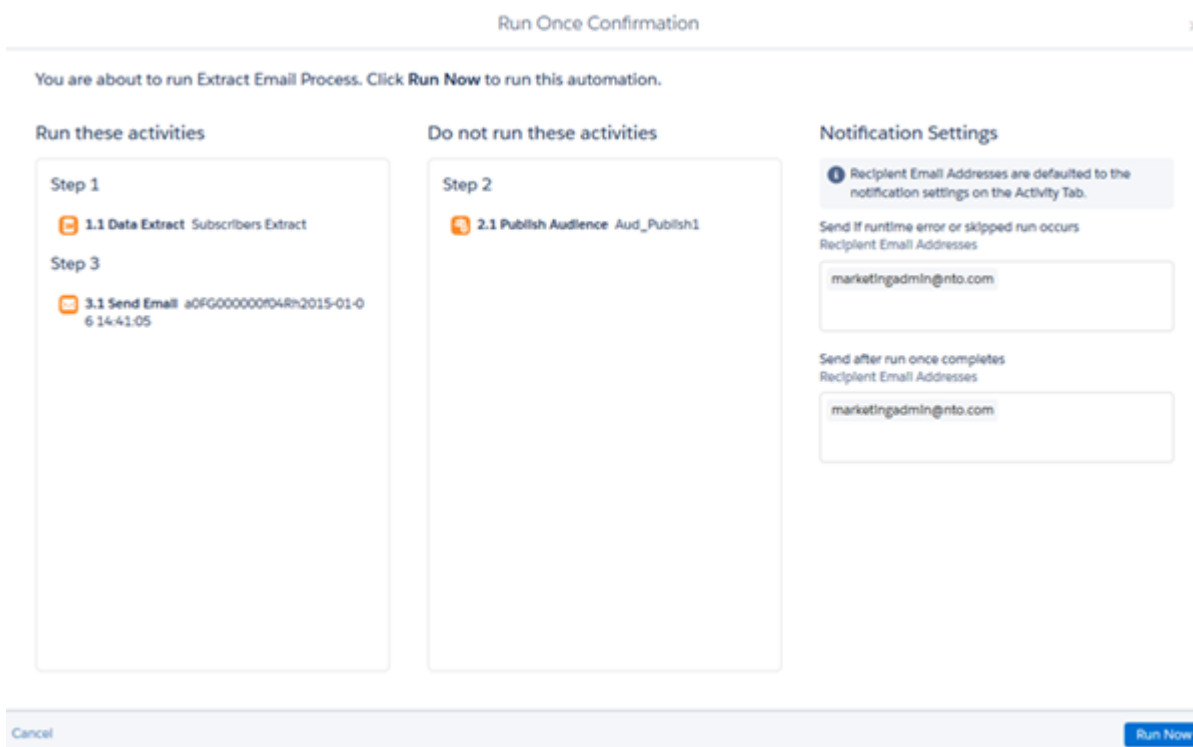 Run Once Confirmation
You are about to run Extract Email Process. Click Run Now to run this automation.
Run these activities
Step 1
1.1 Data Extract Subscribers Extract
Step 3
3.1 Send Email a0FG000000f04Rh2015-01-0
6 14:41:05
Do not run these activities
Step 2
2.1 Publish Audience Aud_Publish1
Notification Settings
Recipient Email Addresses are defaulted to the
notification settings on the Activity Tab.
Send if runtime error or skipped run occurs
Recipient Email Addresses
marketingadmin@nto.com
Send after run once completes
Recipient Email Addresses
marketingadmin@nto.com
Cancel
Run Now